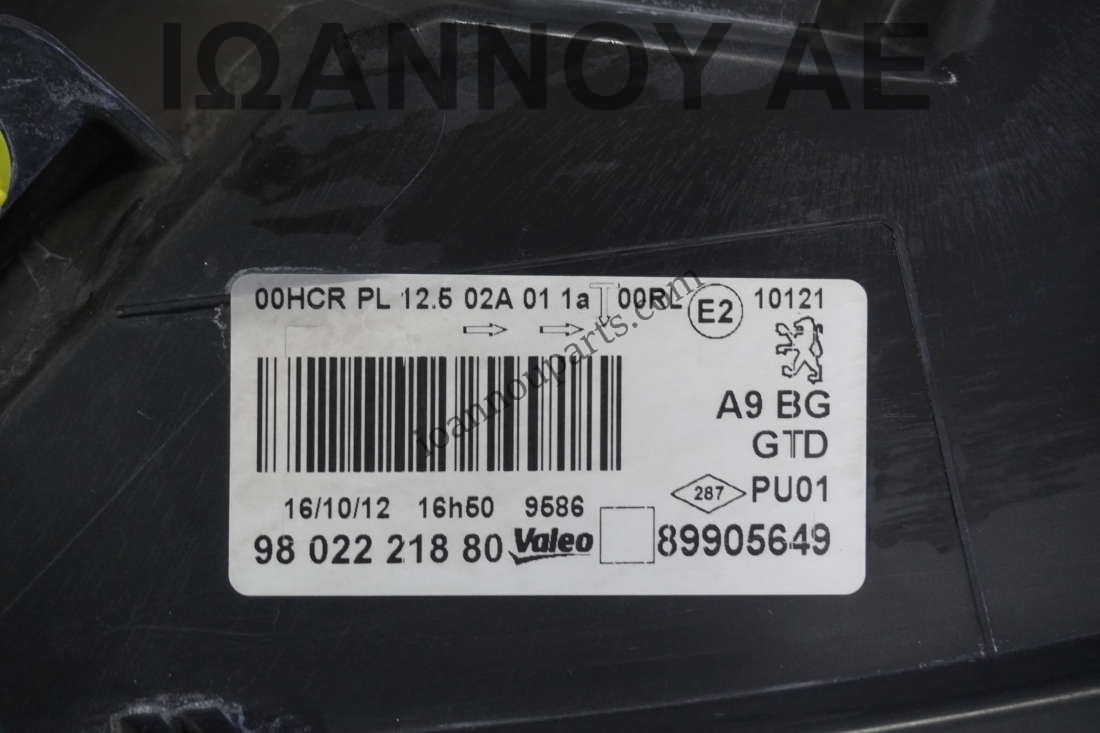 ΙΩΑΝΝΟΥ ΑΕ
00HCR PL 12.5 02A 01 1a 00RL E2 10121
A9 BG
GTD
287 PU01
16/10/12 16h50 9586
98 022 218 80 Valeo 89905649
ioannouparts.com